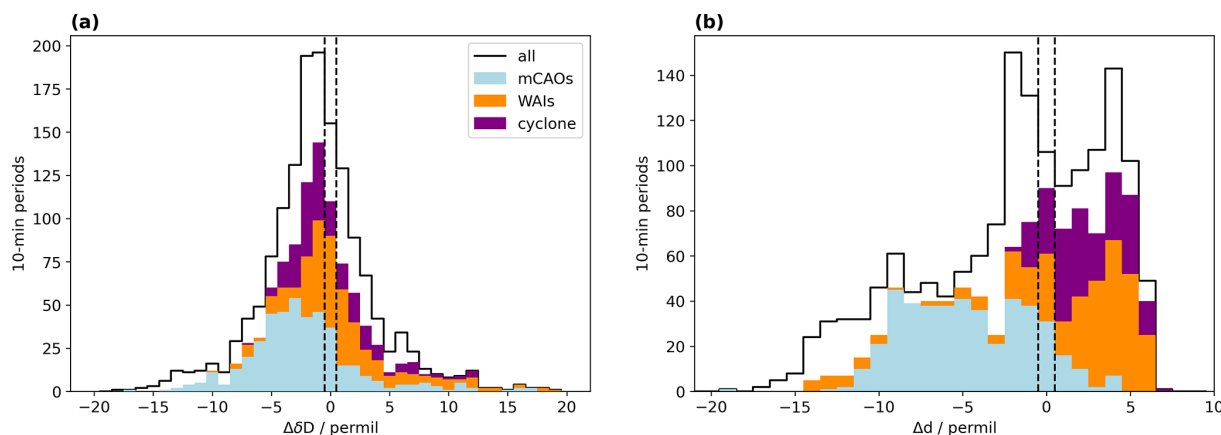 (a)
200
175
150
125
100
75
50
25
0
10-min periods
−20 −15 −10 −5 0 5 10 15 20
ΔδD / permil
all
mCAOs
WAIs
cyclone
(b)
140
120
100
80
60
40
20
0
10-min periods
−20 −15 −10 −5 0 5 10
Δd / permil